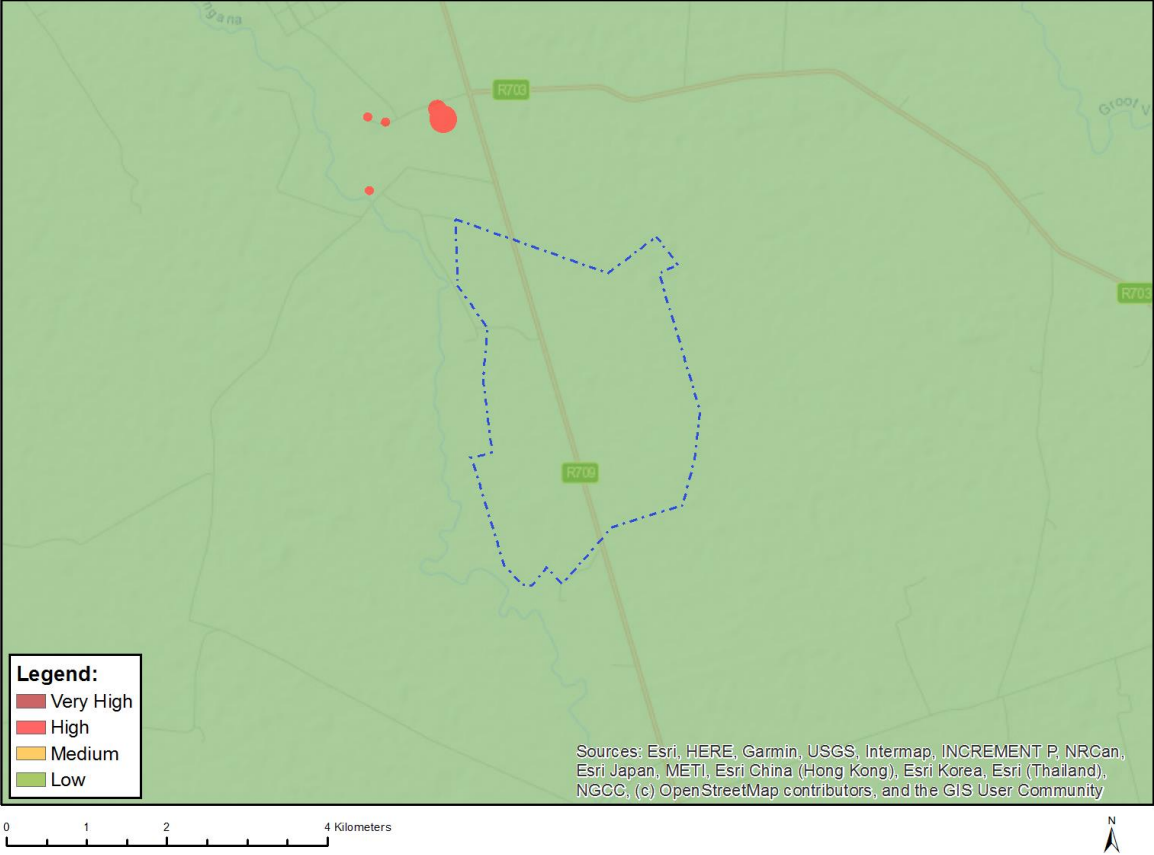 R703
R703
R709
Legend:
Very High
High
Medium
Low
Sources: Esri, HERE, Garmin, USGS, Intermap, INCREMENT P, NRCan,
Esri Japan, METI, Esri China (Hong Kong), Esri Korea, Esri (Thailand),
NGCC, (c) OpenStreetMap contributors, and the GIS User Community
0 1 2 4 Kilometers
N